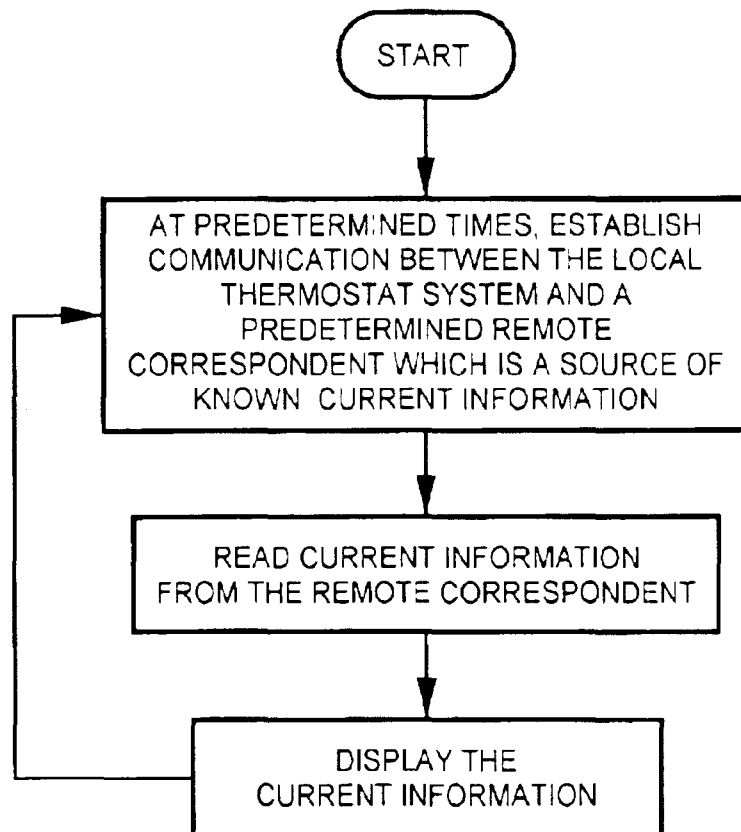 START
AT PREDETERMINED TIMES, ESTABLISH
COMMUNICATION BETWEEN THE LOCAL
THERMOSTAT SYSTEM AND A
PREDETERMINED REMOTE
CORRESPONDENT WHICH IS A SOURCE OF
KNOWN CURRENT INFORMATION
READ CURRENT INFORMATION
FROM THE REMOTE CORRESPONDENT
DISPLAY THE
CURRENT INFORMATION